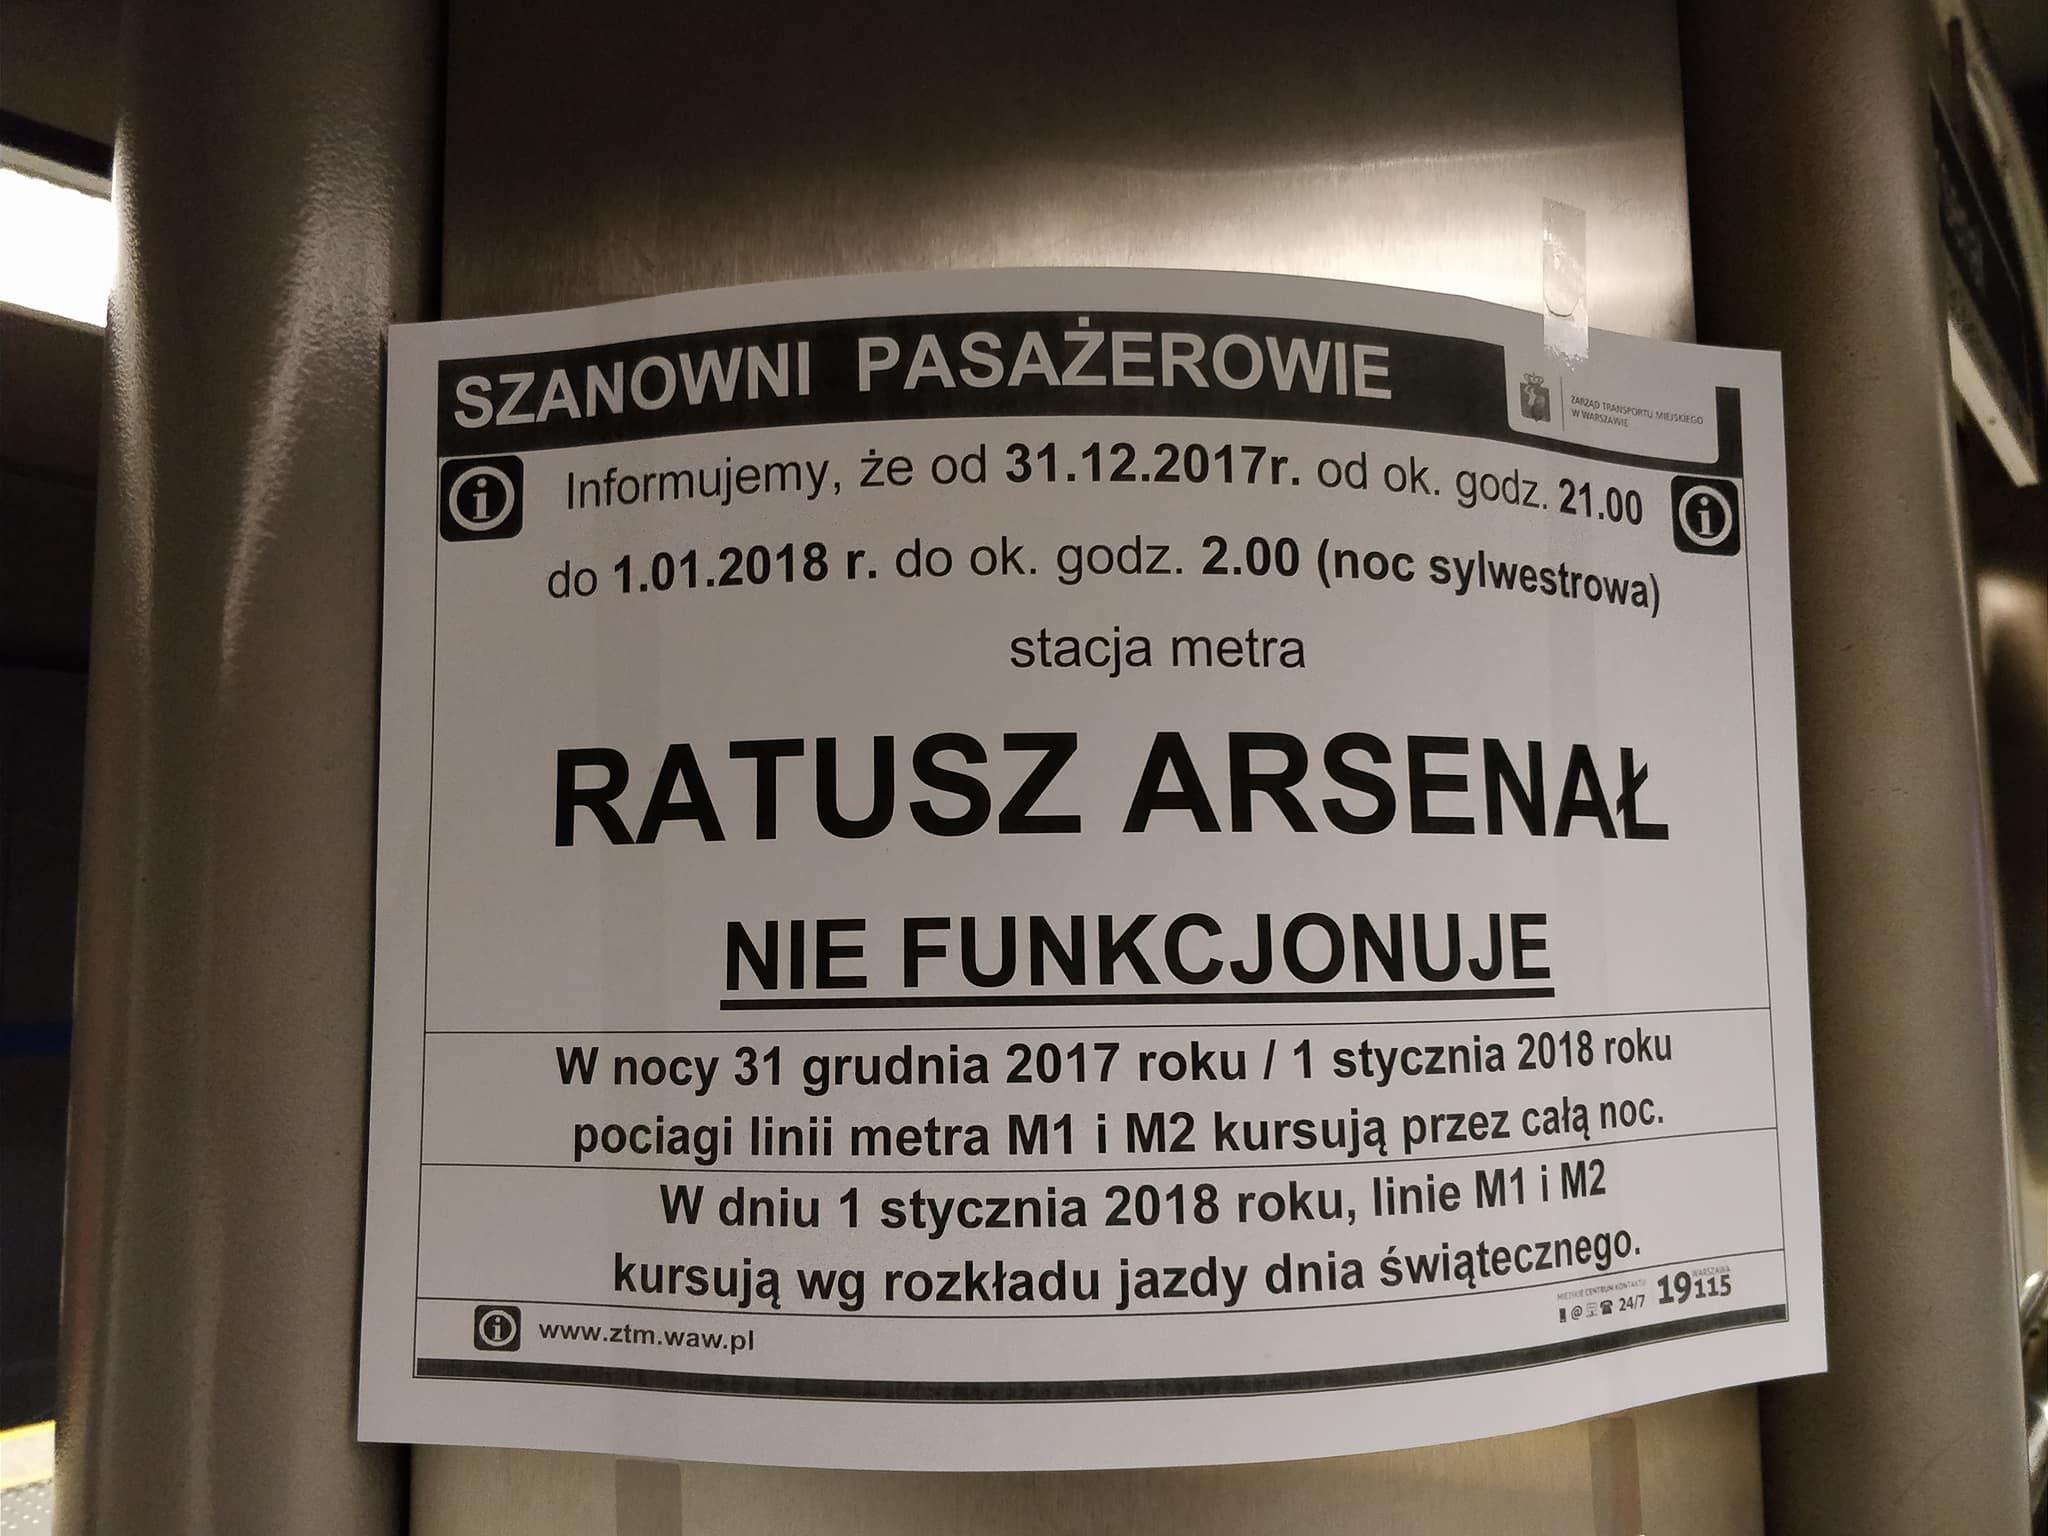 SZANOWNI PASAŻEROWIE
ZARZĄD TRANSPORTU MIEJSKIEGO
W WARSZAWIE
Informujemy, że od 31.12.2017r. od ok. godz. 21.00
do 1.01.2018 r. do ok. godz. 2.00 (noc sylwestrowa)
stacja metra
RATUSZ ARSENAŁ
NIE FUNKCJONUJE
W nocy 31 grudnia 2017 roku / 1 stycznia 2018 roku
pociagi linii metra M1 i M2 kursują przez całą noc.
W dniu 1 stycznia 2018 roku, linie M1 i M2
kursują wg rozkładu jazdy dnia świątecznego.
www.ztm.waw.pl
MIEJSKIE CENTRUM KONTAKTU
WARSZAWA
24/7 19115